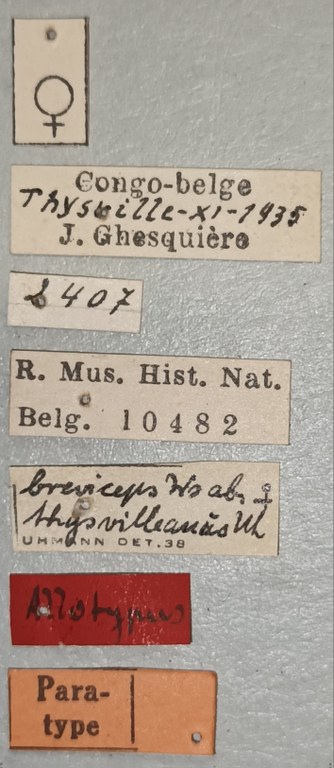 ♀
Congo-belge
Thysville-XI-1935
J. Ghesquière
2407
R. Mus. Hist. Nat.
Belg. 10482
breviceps Ws ab. ♀
thysvilleanus Uh
UHMANN DET. 38
Allotypus
Para-
type